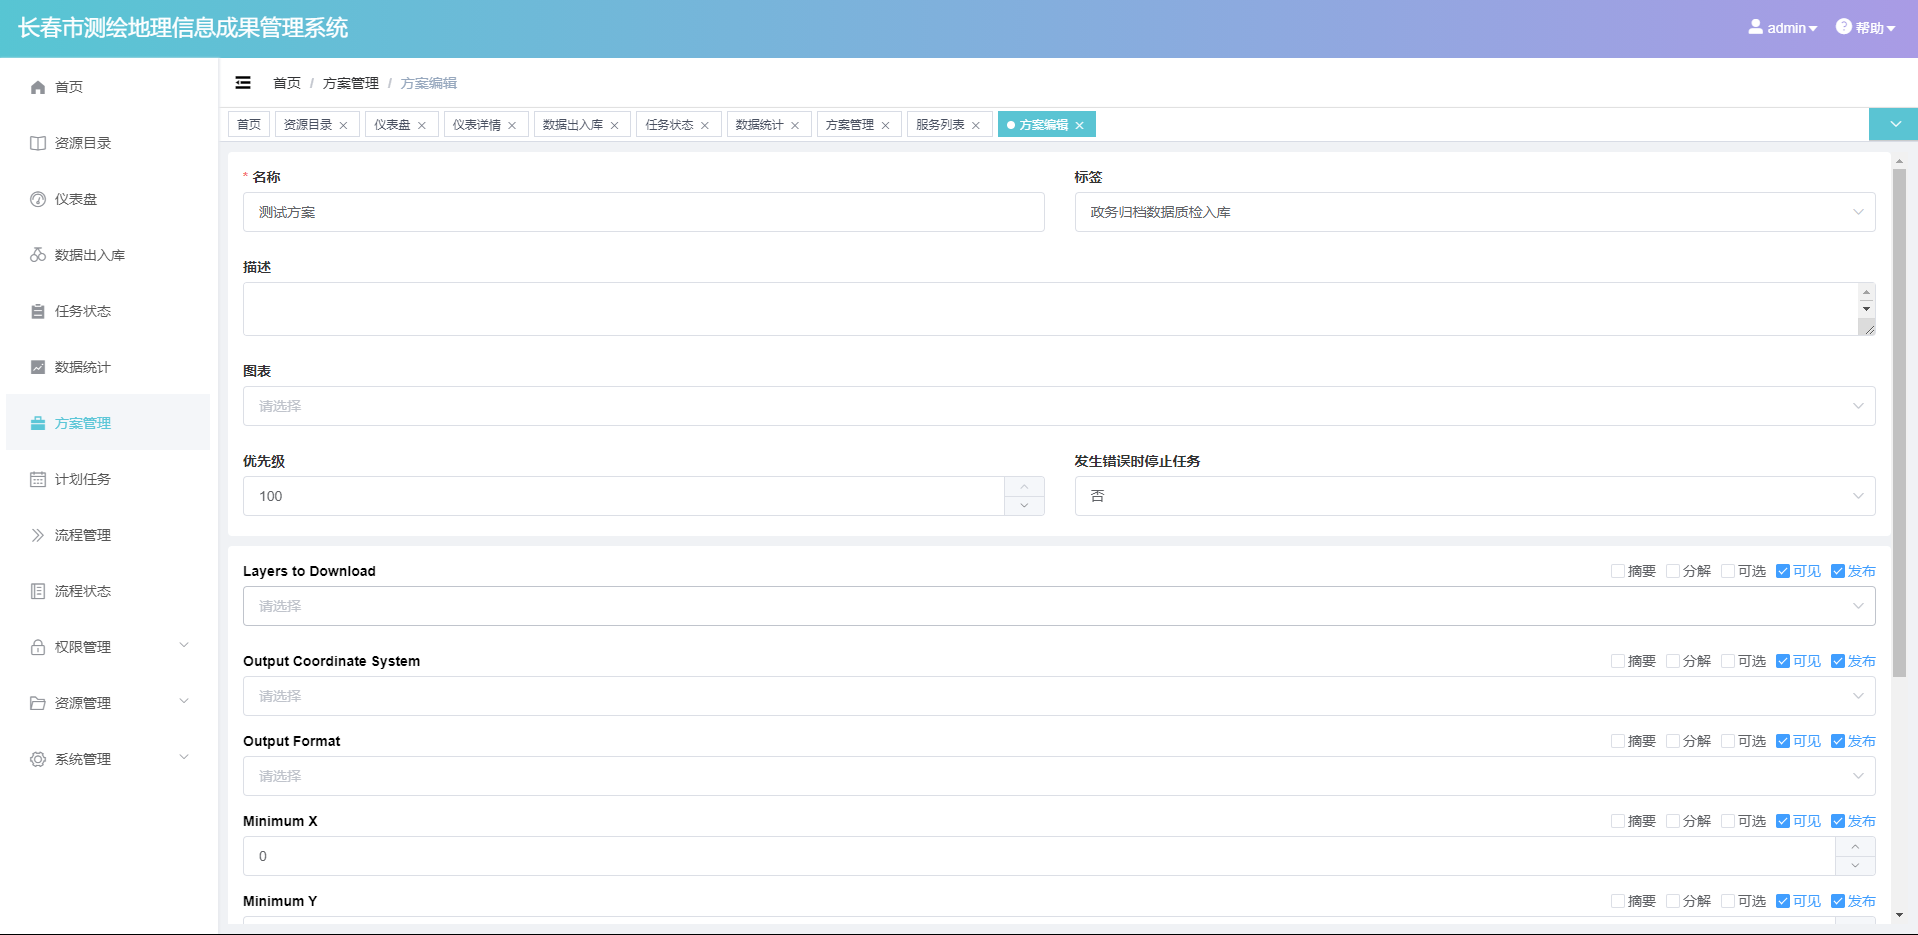 长春市测绘地理信息成果管理系统
admin
帮助
首页
资源目录
仪表盘
数据出入库
任务状态
数据统计
方案管理
计划任务
流程管理
流程状态
权限管理
资源管理
系统管理
首页 / 方案管理 / 方案编辑
首页 资源目录 仪表盘 仪表详情 数据出入库 任务状态 数据统计 方案管理 服务列表 方案编辑
* 名称
测试方案
标签
政务归档数据质检入库
描述
图表
请选择
优先级
100
发生错误时停止任务
否
Layers to Download 摘要 分解 可选 可见 发布
请选择
Output Coordinate System 摘要 分解 可选 可见 发布
请选择
Output Format 摘要 分解 可选 可见 发布
请选择
Minimum X 摘要 分解 可选 可见 发布
0
Minimum Y 摘要 分解 可选 可见 发布